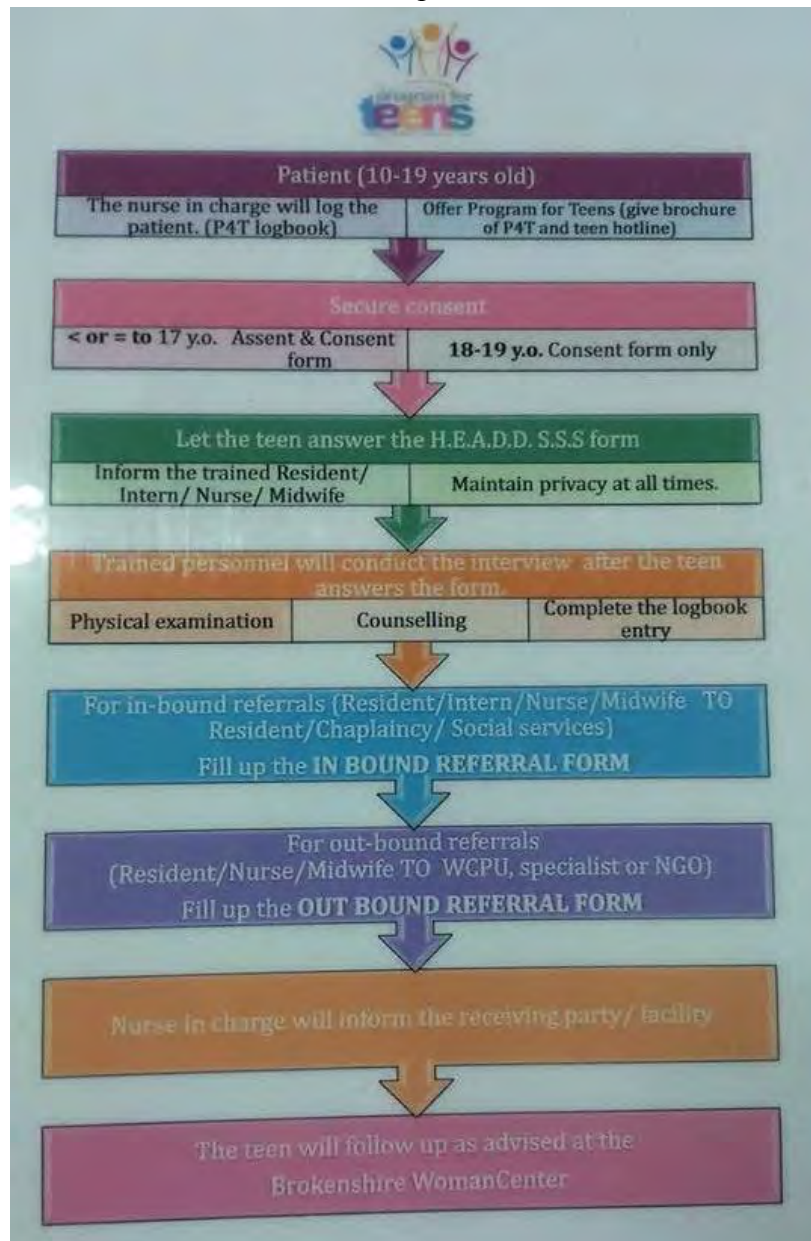 program for
teens
Patient (10-19 years old)
The nurse in charge will log the
patient. (P4T logbook)
Offer Program for Teens (give brochure
of P4T and teen hotline)
Secure consent
< or = to 17 y.o. Assent & Consent
form
18-19 y.o. Consent form only
Let the teen answer the H.E.A.D.D. S.S.S form
Inform the trained Resident/
Intern/ Nurse/ Midwife
Maintain privacy at all times.
Trained personnel will conduct the interview after the teen
answers the form.
Physical examination
Counselling
Complete the logbook
entry
For in-bound referrals (Resident/Intern/Nurse/Midwife TO
Resident/Chaplaincy/ Social services)
Fill up the IN BOUND REFERRAL FORM
For out-bound referrals
(Resident/Nurse/Midwife TO WCPU, specialist or NGO)
Fill up the OUT BOUND REFERRAL FORM
Nurse in charge will inform the receiving party/ facility
The teen will follow up as advised at the
Brokenshire WomanCenter